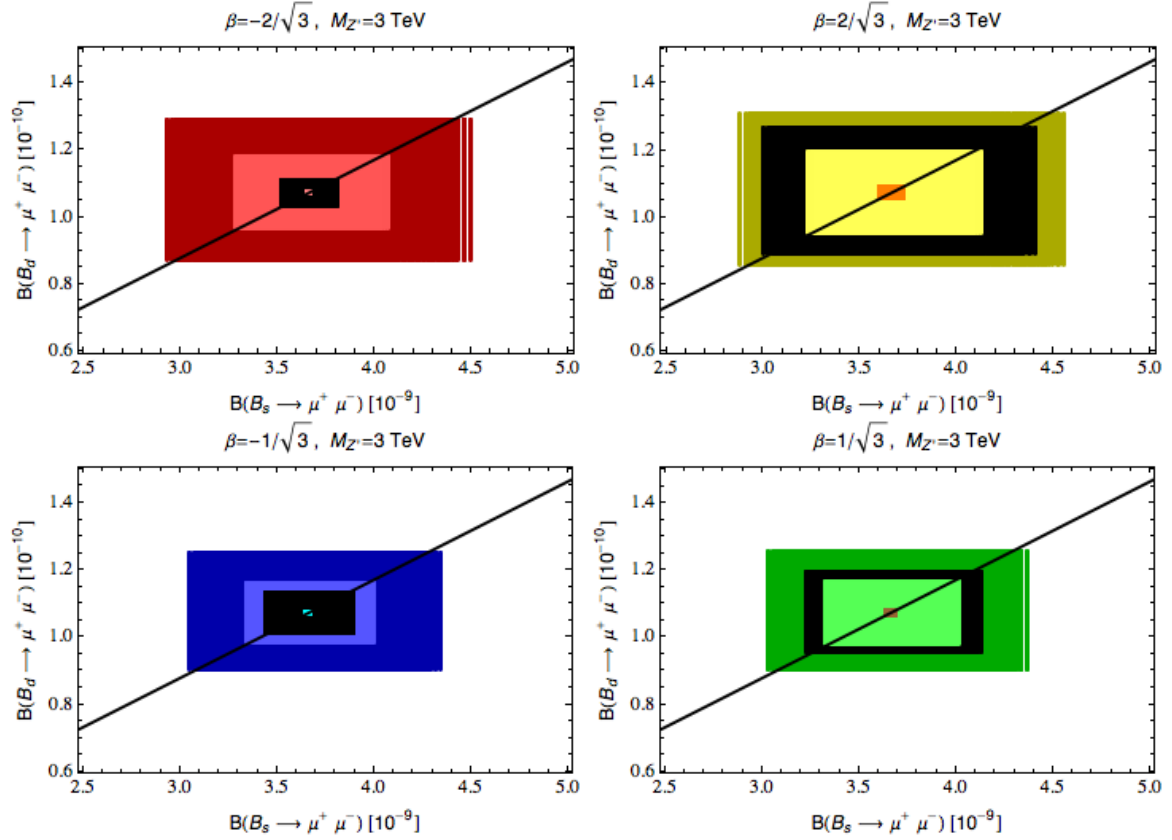 β=-2/√3 , M_Z'=3 TeV
B(B_d → μ⁺ μ⁻) [10⁻¹⁰]
1.4
1.2
1.0
0.8
0.6
2.5 3.0 3.5 4.0 4.5 5.0
B(B_s → μ⁺ μ⁻) [10⁻⁹]
β=2/√3 , M_Z'=3 TeV
B(B_d → μ⁺ μ⁻) [10⁻¹⁰]
1.4
1.2
1.0
0.8
0.6
2.5 3.0 3.5 4.0 4.5 5.0
B(B_s → μ⁺ μ⁻) [10⁻⁹]
β=-1/√3 , M_Z'=3 TeV
B(B_d → μ⁺ μ⁻) [10⁻¹⁰]
1.4
1.2
1.0
0.8
0.6
2.5 3.0 3.5 4.0 4.5 5.0
B(B_s → μ⁺ μ⁻) [10⁻⁹]
β=1/√3 , M_Z'=3 TeV
B(B_d → μ⁺ μ⁻) [10⁻¹⁰]
1.4
1.2
1.0
0.8
0.6
2.5 3.0 3.5 4.0 4.5 5.0
B(B_s → μ⁺ μ⁻) [10⁻⁹]